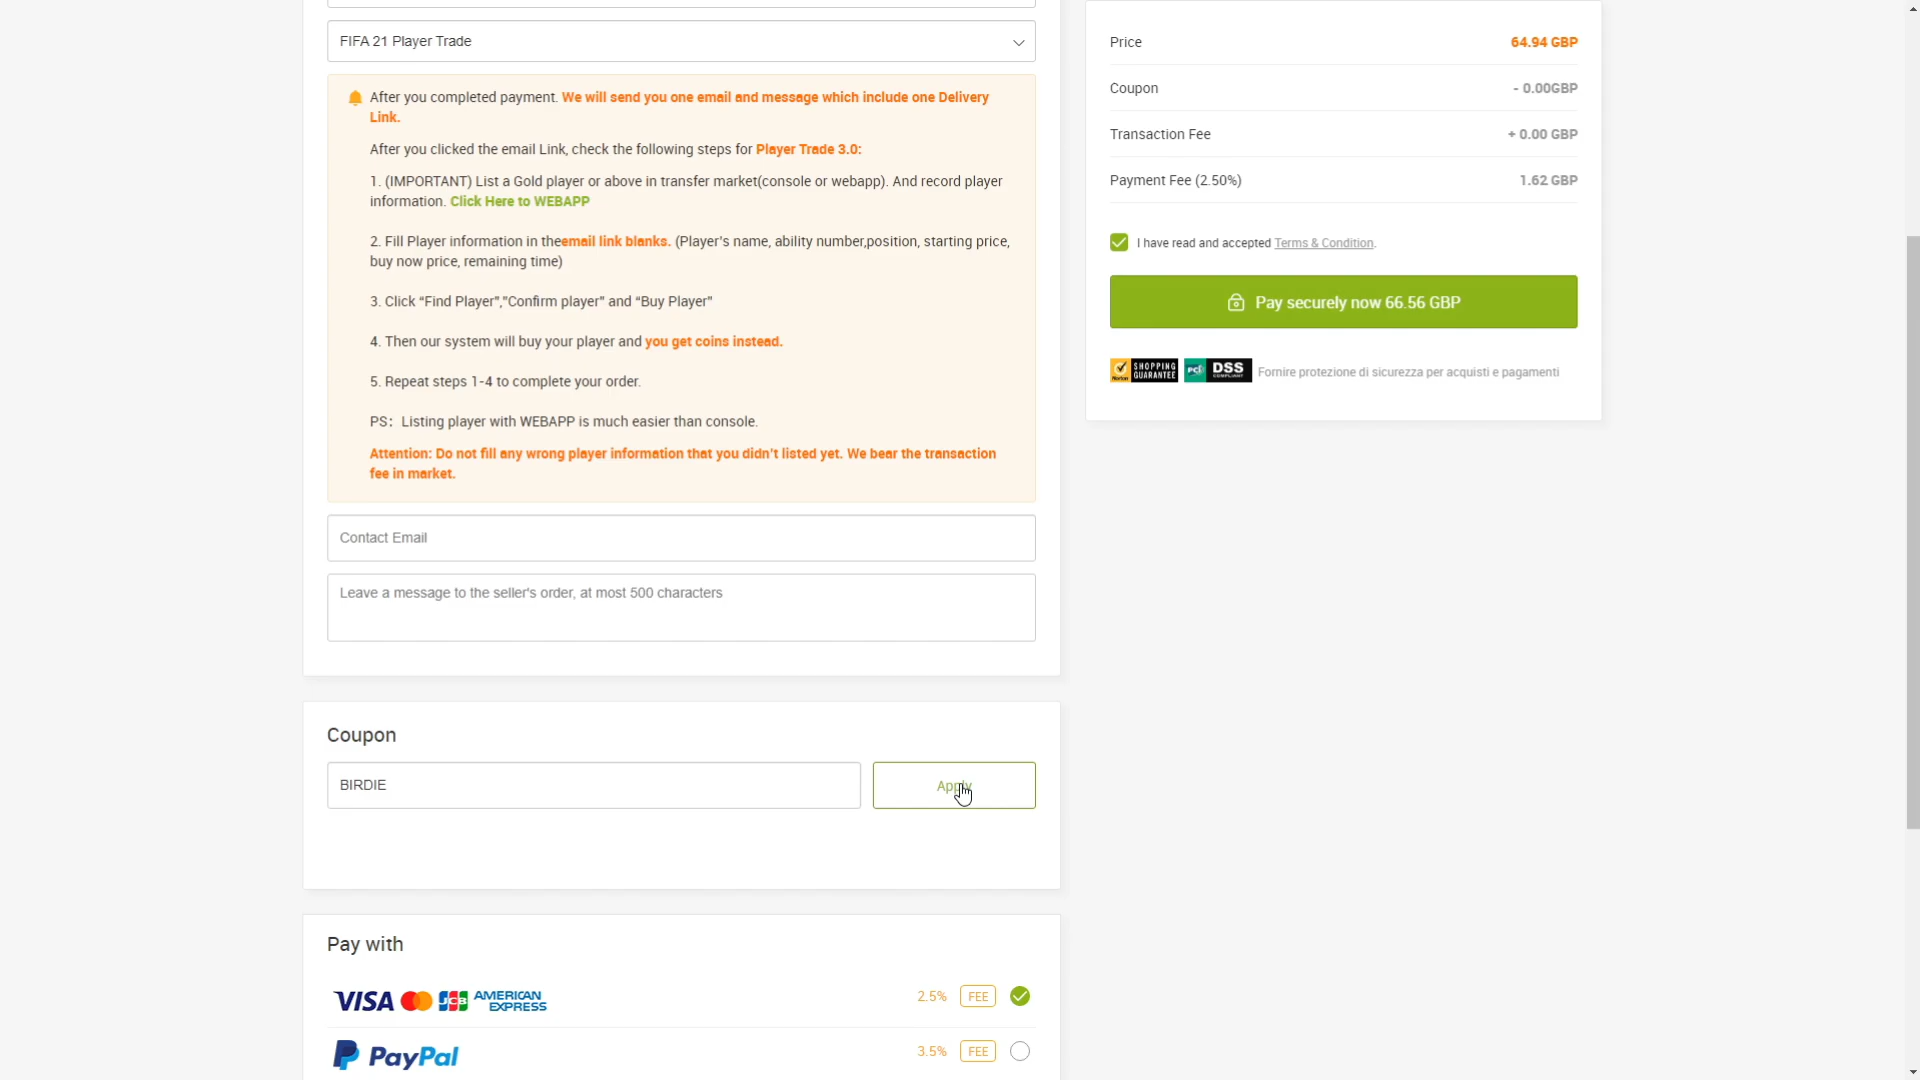 FIFA 21 Player Trade
After you completed payment. We will send you one email and message which include one Delivery
Link.
After you clicked the email Link, check the following steps for Player Trade 3.0:
1. (IMPORTANT) List a Gold player or above in transfer market(console or webapp). And record player
information. Click Here to WEBAPP
2. Fill Player information in theemail link blanks. (Player's name, ability number,position, starting price,
buy now price, remaining time)
3. Click “Find Player”,"Confirm player” and “Buy Player”
4. Then our system will buy your player and you get coins instead.
5. Repeat steps 1-4 to complete your order.
PS： Listing player with WEBAPP is much easier than console.
Attention: Do not fill any wrong player information that you didn't listed yet. We bear the transaction
fee in market.
Contact Email
Leave a message to the seller's order, at most 500 characters
Coupon
BIRDIE
Apply
Pay with
VISA JCB AMERICAN EXPRESS
2.5% FEE
PayPal
3.5% FEE
Price 64.94 GBP
Coupon - 0.00GBP
Transaction Fee + 0.00 GBP
Payment Fee (2.50%) 1.62 GBP
I have read and accepted Terms & Condition.
Pay securely now 66.56 GBP
Norton SHOPPING GUARANTEE PCI DSS COMPLIANT Fornire protezione di sicurezza per acquisti e pagamenti